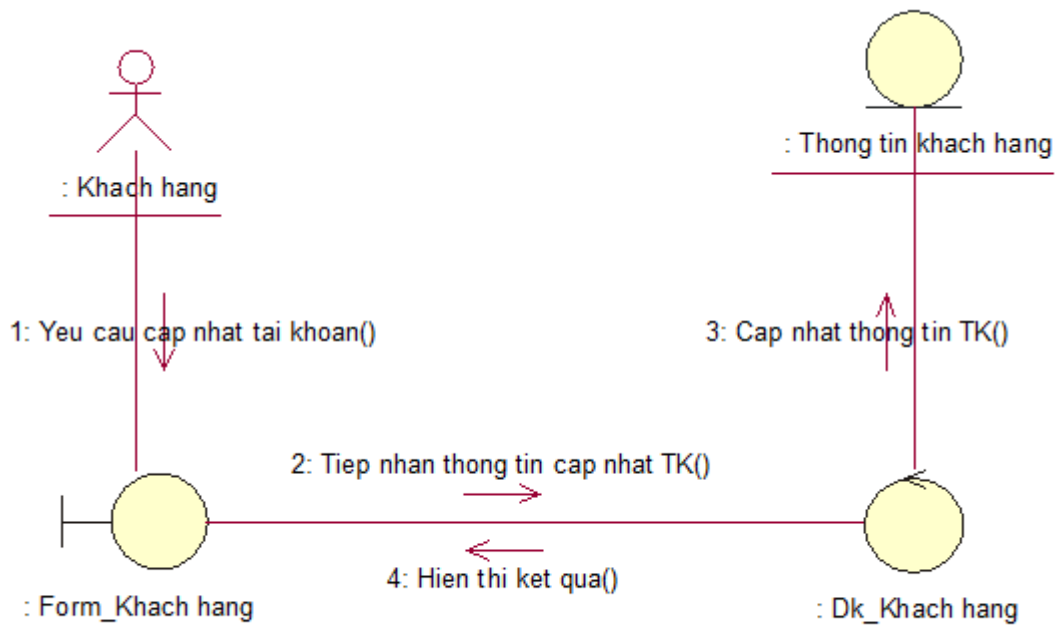 : Thong tin khach hang
: Khach hang
1: Yeu cau cap nhat tai khoan()
3: Cap nhat thong tin TK()
2: Tiep nhan thong tin cap nhat TK()
4: Hien thi ket qua()
: Form_Khach hang
: Dk_Khach hang